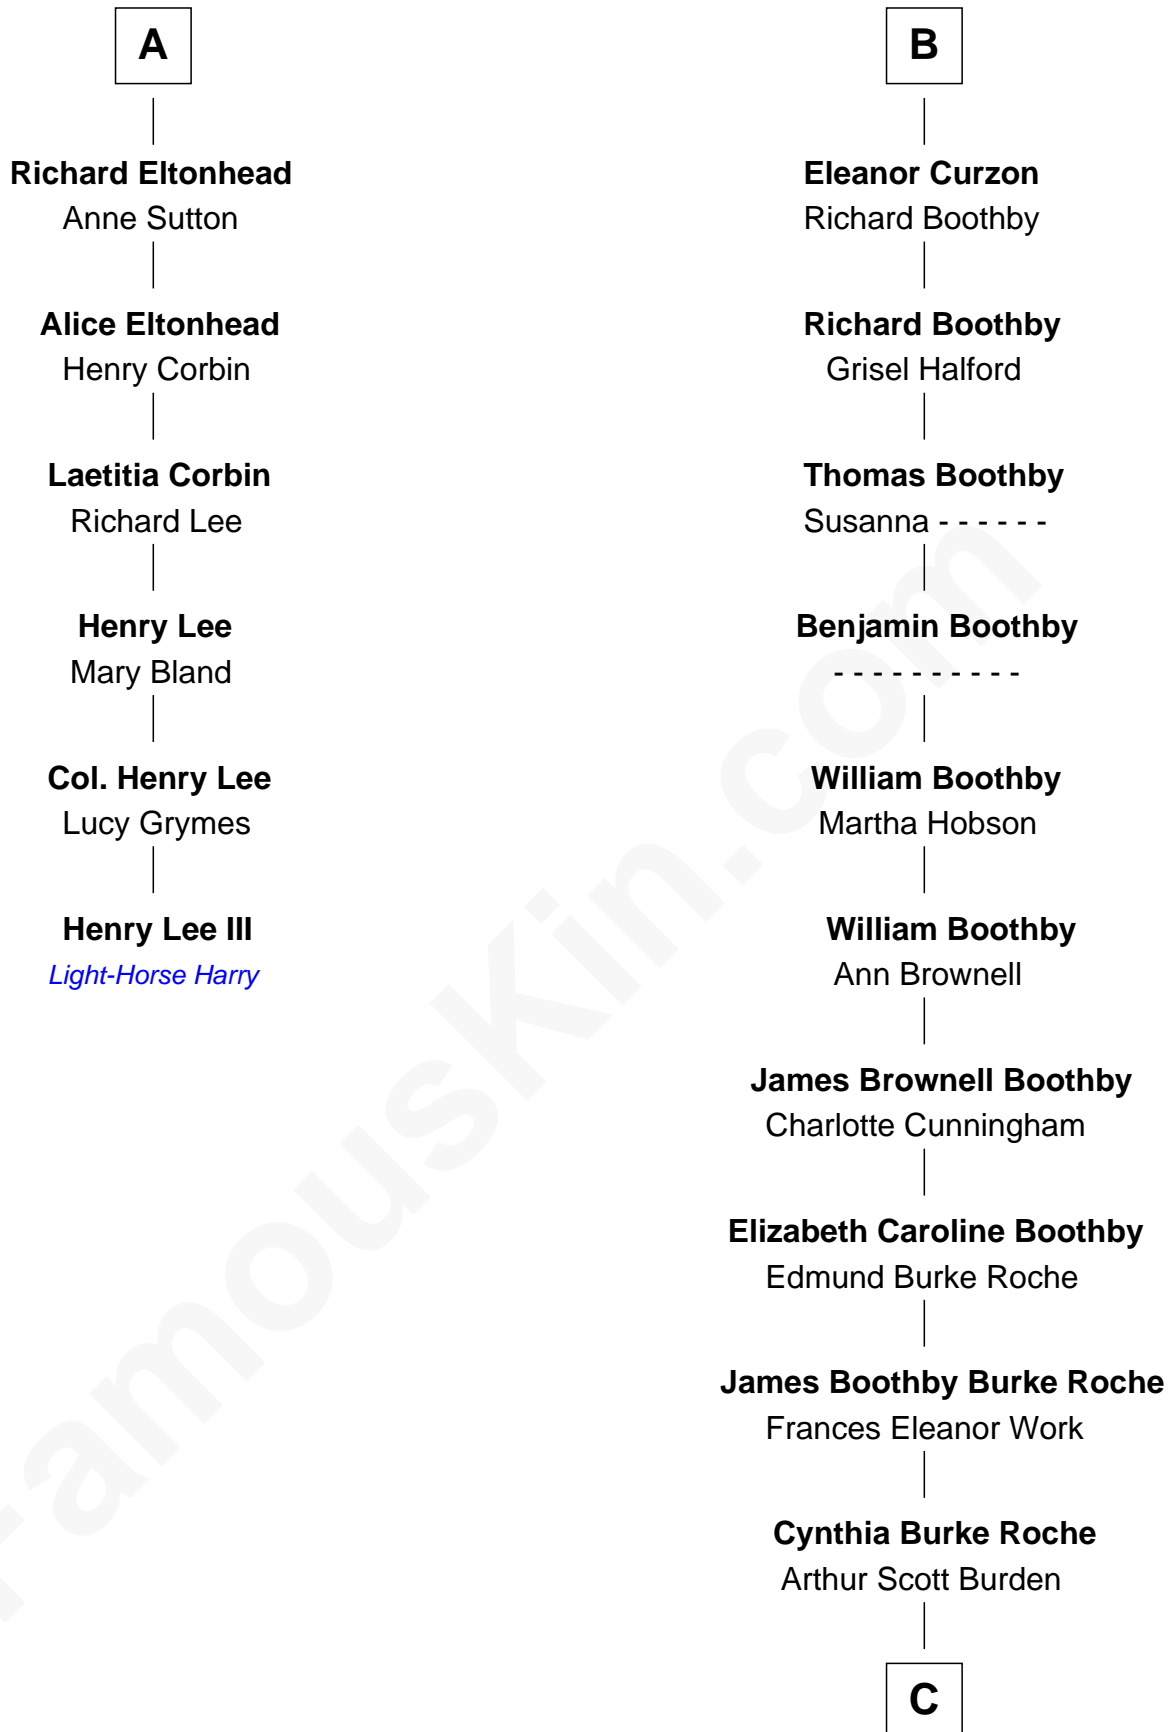 A
Richard Eltonhead
Anne Sutton
Alice Eltonhead
Henry Corbin
Laetitia Corbin
Richard Lee
Henry Lee
Mary Bland
Col. Henry Lee
Lucy Grymes
Henry Lee III
Light-Horse Harry
B
Eleanor Curzon
Richard Boothby
Richard Boothby
Grisel Halford
Thomas Boothby
Susanna - - - - - -
Benjamin Boothby
- - - - - - - - - -
William Boothby
Martha Hobson
William Boothby
Ann Brownell
James Brownell Boothby
Charlotte Cunningham
Elizabeth Caroline Boothby
Edmund Burke Roche
James Boothby Burke Roche
Frances Eleanor Work
Cynthia Burke Roche
Arthur Scott Burden
C
FamousKin.com